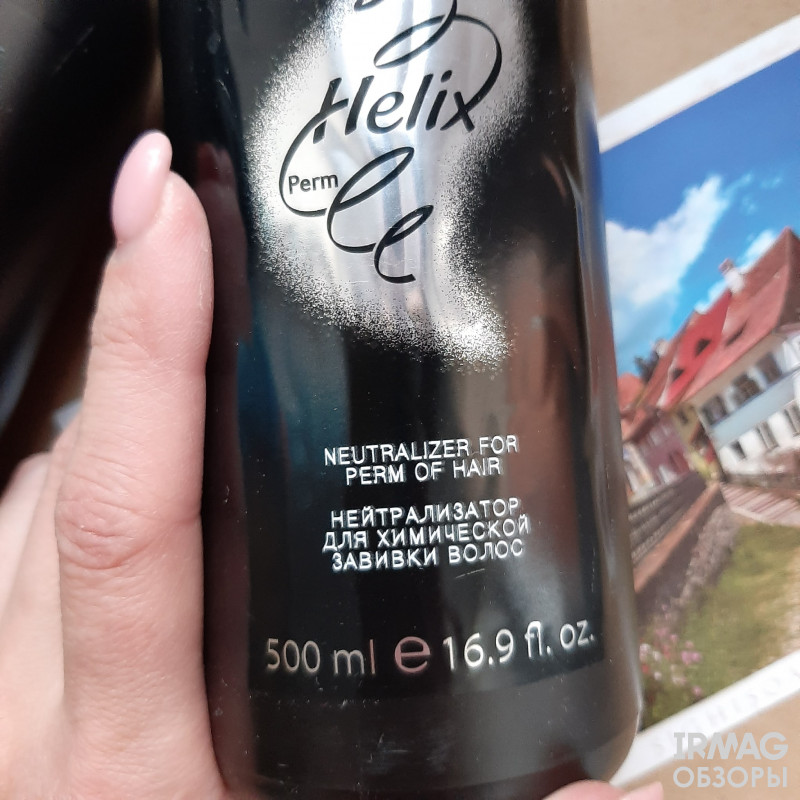 Helix
Perm
NEUTRALIZER FOR
PERM OF HAIR
НЕЙТРАЛИЗАТОР
ДЛЯ ХИМИЧЕСКОЙ
ЗАВИВКИ ВОЛОС
500 ml e 16.9 fl. oz.
IRMAG
ОБЗОРЫ